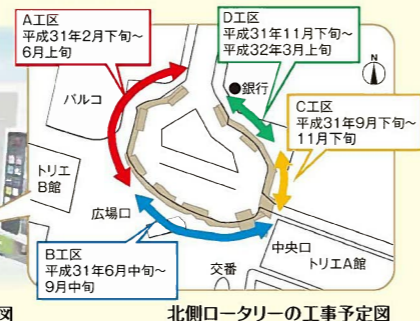 A工区
平成31年2月下旬～
6月上旬
D工区
平成31年11月下旬～
平成32年3月上旬
N
パルコ
●銀行
C工区
平成31年9月下旬～
11月下旬
トリエ
B館
広場口
B工区
平成31年6月中旬～
9月中旬
交番
中央口
トリエA館
図
北側ロータリーの工事予定図